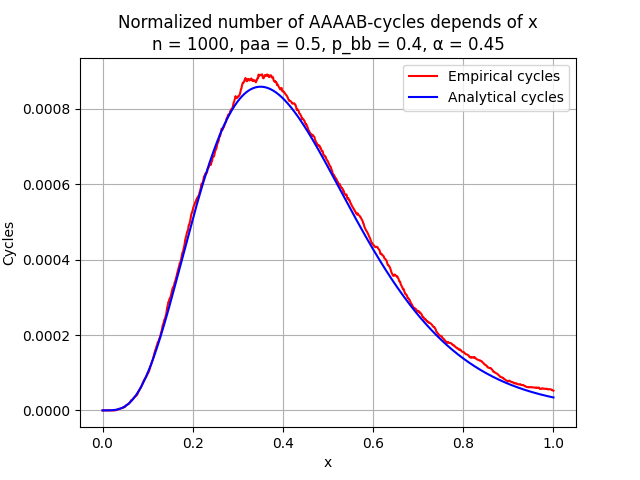 Normalized number of AAAAB-cycles depends of x
n = 1000, paa = 0.5, p_bb = 0.4, α = 0.45
Empirical cycles
Analytical cycles
Cycles
0.0008
0.0006
0.0004
0.0002
0.0000
0.0 0.2 0.4 0.6 0.8 1.0
x